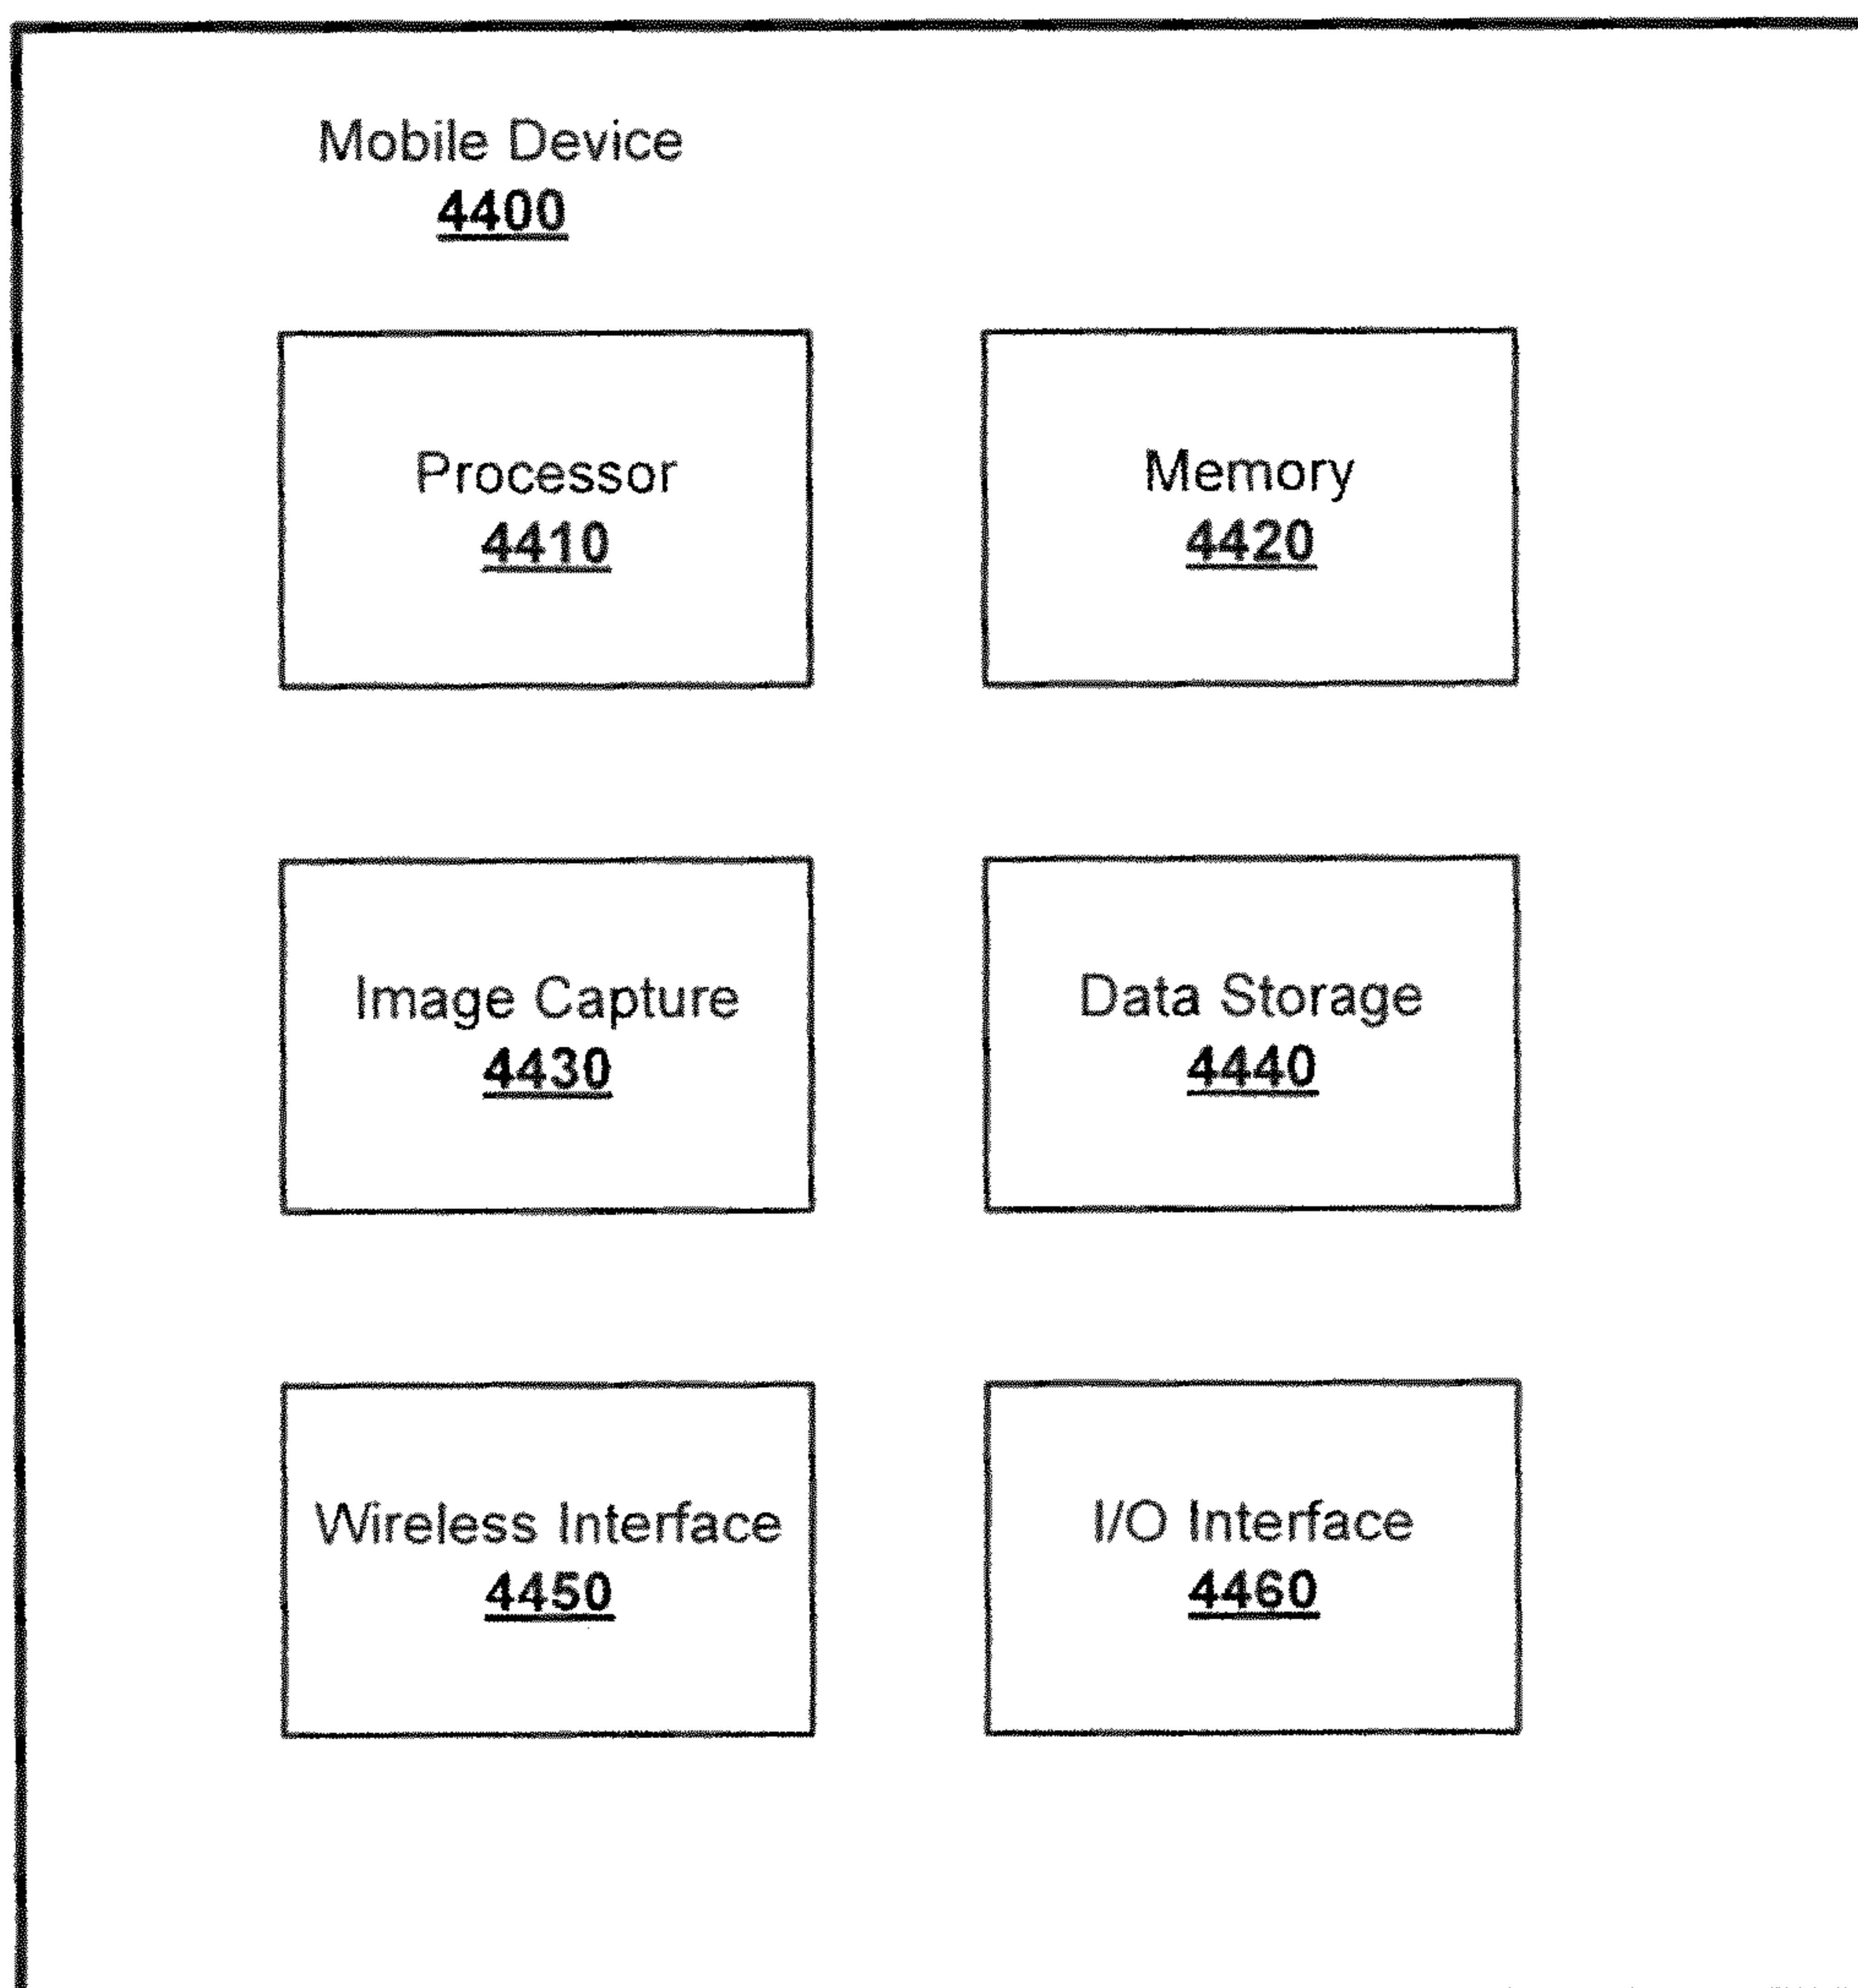 Mobile Device
4400
Processor
4410
Memory
4420
Image Capture
4430
Data Storage
4440
Wireless Interface
4450
I/O Interface
4460